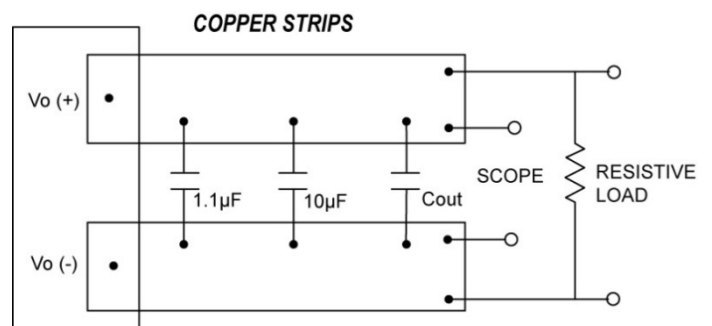 COPPER STRIPS
Vo (+)
1.1µF
10µF
Cout
SCOPE
RESISTIVE
LOAD
Vo (-)